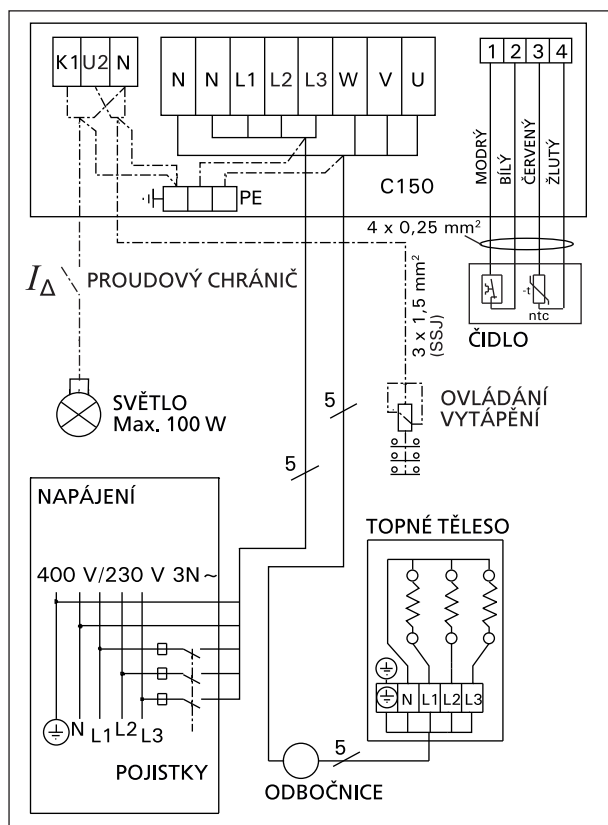 K1 U2 N
N N L1 L2 L3 W V U
1 2 3 4
MODRÝ
BÍLÝ
ČERVENÝ
ŽLUTÝ
PE
C150
4 x 0,25 mm²
I∆ PROUDOVÝ CHRÁNIČ
3 x 1,5 mm²
(SSJ)
-t
ntc
ČIDLO
SVĚTLO
Max. 100 W
5
OVLÁDÁNÍ
VYTÁPĚNÍ
5
NAPÁJENÍ
400 V/230 V 3N ~
N L1 L2 L3
POJISTKY
TOPNÉ TĚLESO
N L1 L2 L3
5
ODBOČNICE